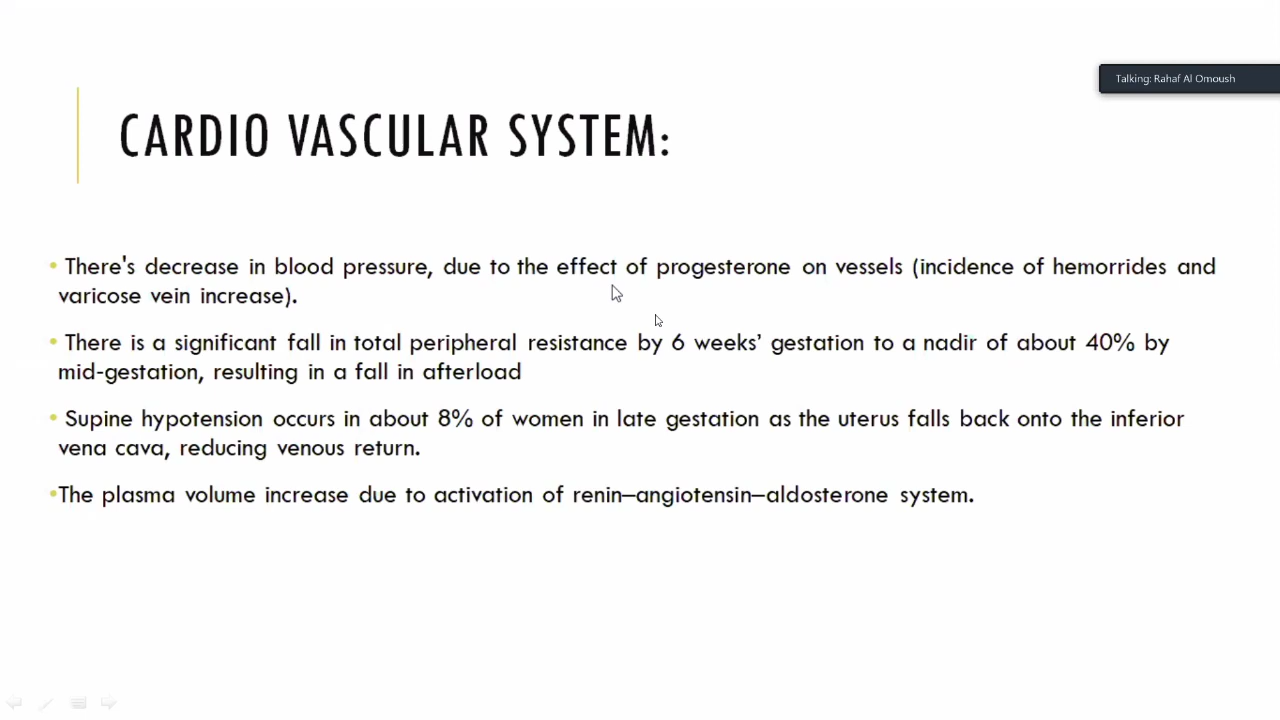 Talking: Rahaf Al Omoush
CARDIO VASCULAR SYSTEM:
• There's decrease in blood pressure, due to the effect of progesterone on vessels (incidence of hemorrides and
varicose vein increase).
• There is a significant fall in total peripheral resistance by 6 weeks’ gestation to a nadir of about 40% by
mid-gestation, resulting in a fall in afterload
• Supine hypotension occurs in about 8% of women in late gestation as the uterus falls back onto the inferior
vena cava, reducing venous return.
•The plasma volume increase due to activation of renin–angiotensin–aldosterone system.